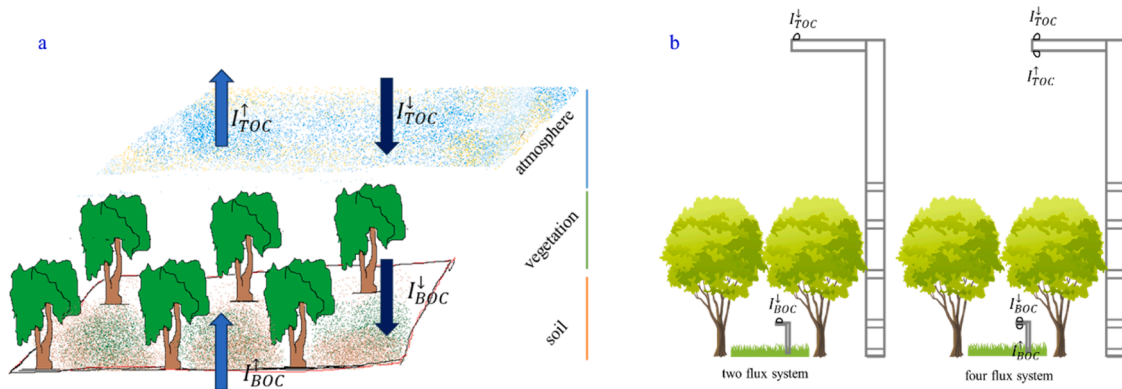 a
I↑TOC
I↓TOC
atmosphere
vegetation
I↓BOC
soil
I↑BOC
b
I↓TOC
I↓BOC
two flux system
I↓TOC
I↑TOC
I↓BOC
I↑BOC
four flux system